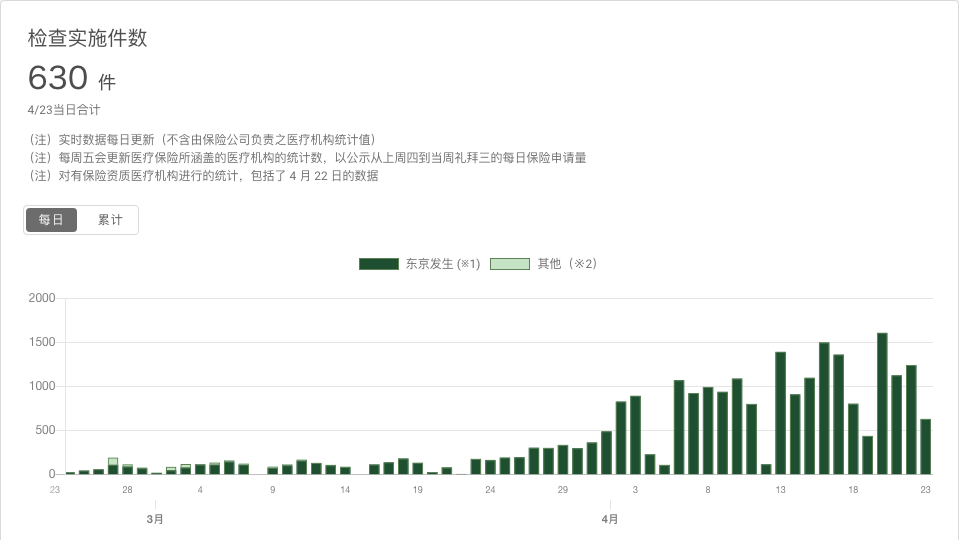 检查实施件数
630 件
4/23当日合计
（注）实时数据每日更新（不含由保险公司负责之医疗机构统计值）
（注）每周五会更新医疗保险所涵盖的医疗机构的统计数，以公示从上周四到当周礼拜三的每日保险申请量
（注）对有保险资质医疗机构进行的统计，包括了 4 月 22 日的数据
每日 累计
东京发生 (※1) 其他（※2）
2000
1500
1000
500
0
23 28 4 9 14 19 24 29 3 8 13 18 23
3月 4月